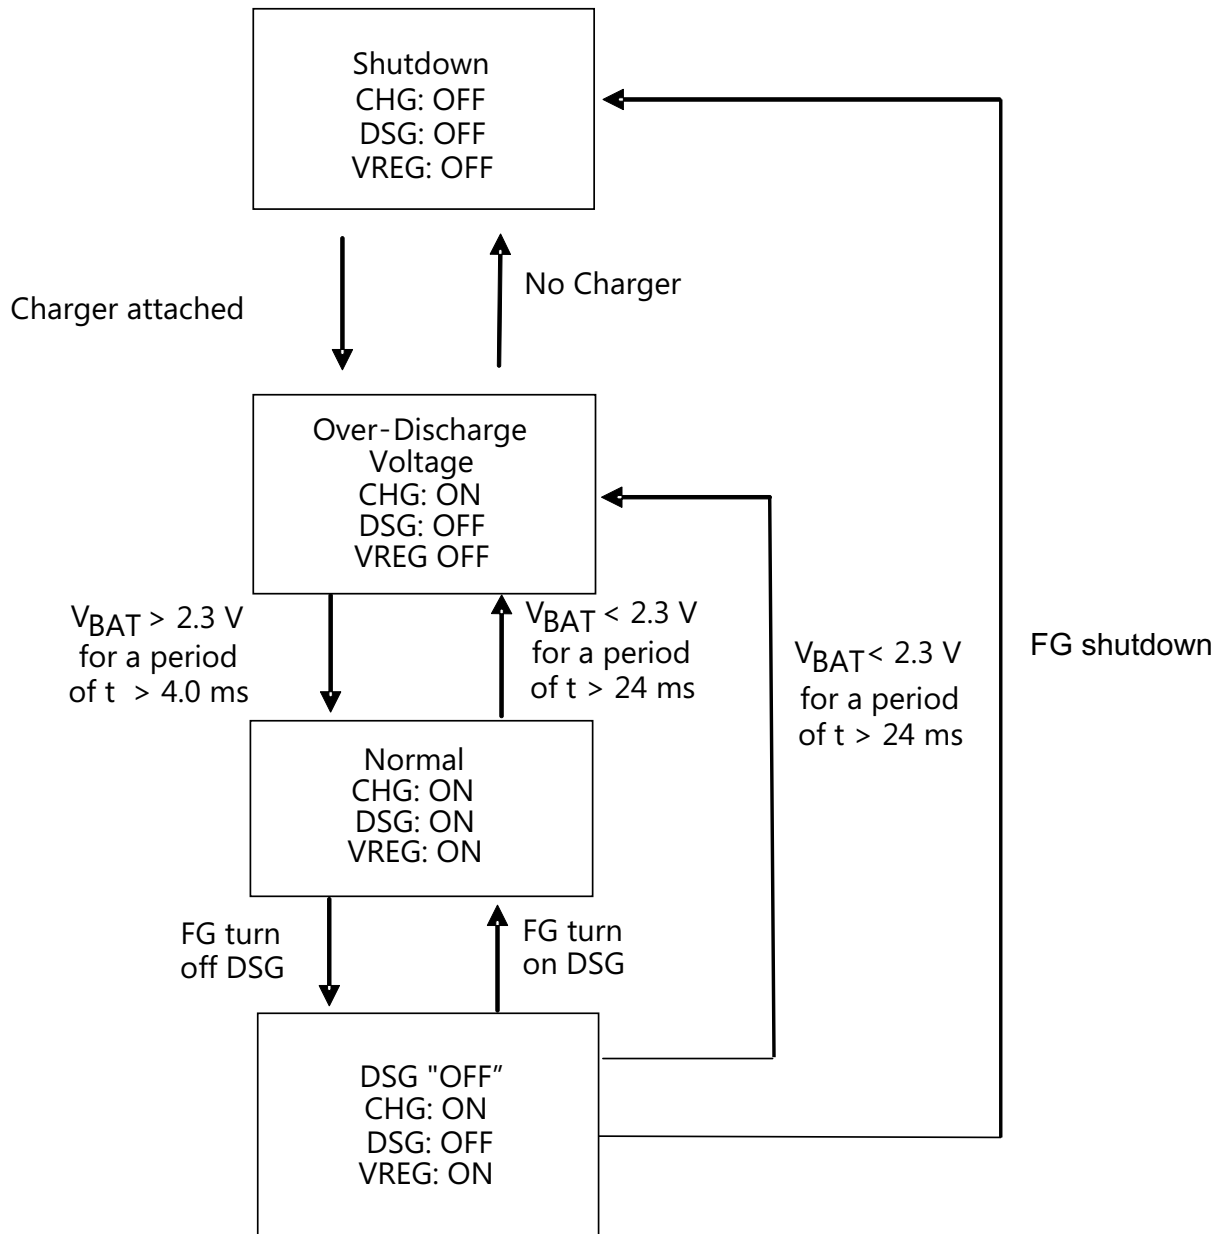 Shutdown
CHG: OFF
DSG: OFF
VREG: OFF
Charger attached
No Charger
Over-Discharge
Voltage
CHG: ON
DSG: OFF
VREG OFF
VBAT > 2.3 V
for a period
of t > 4.0 ms
VBAT < 2.3 V
for a period
of t > 24 ms
VBAT < 2.3 V
for a period
of t > 24 ms
FG shutdown
Normal
CHG: ON
DSG: ON
VREG: ON
FG turn
off DSG
FG turn
on DSG
DSG "OFF”
CHG: ON
DSG: OFF
VREG: ON